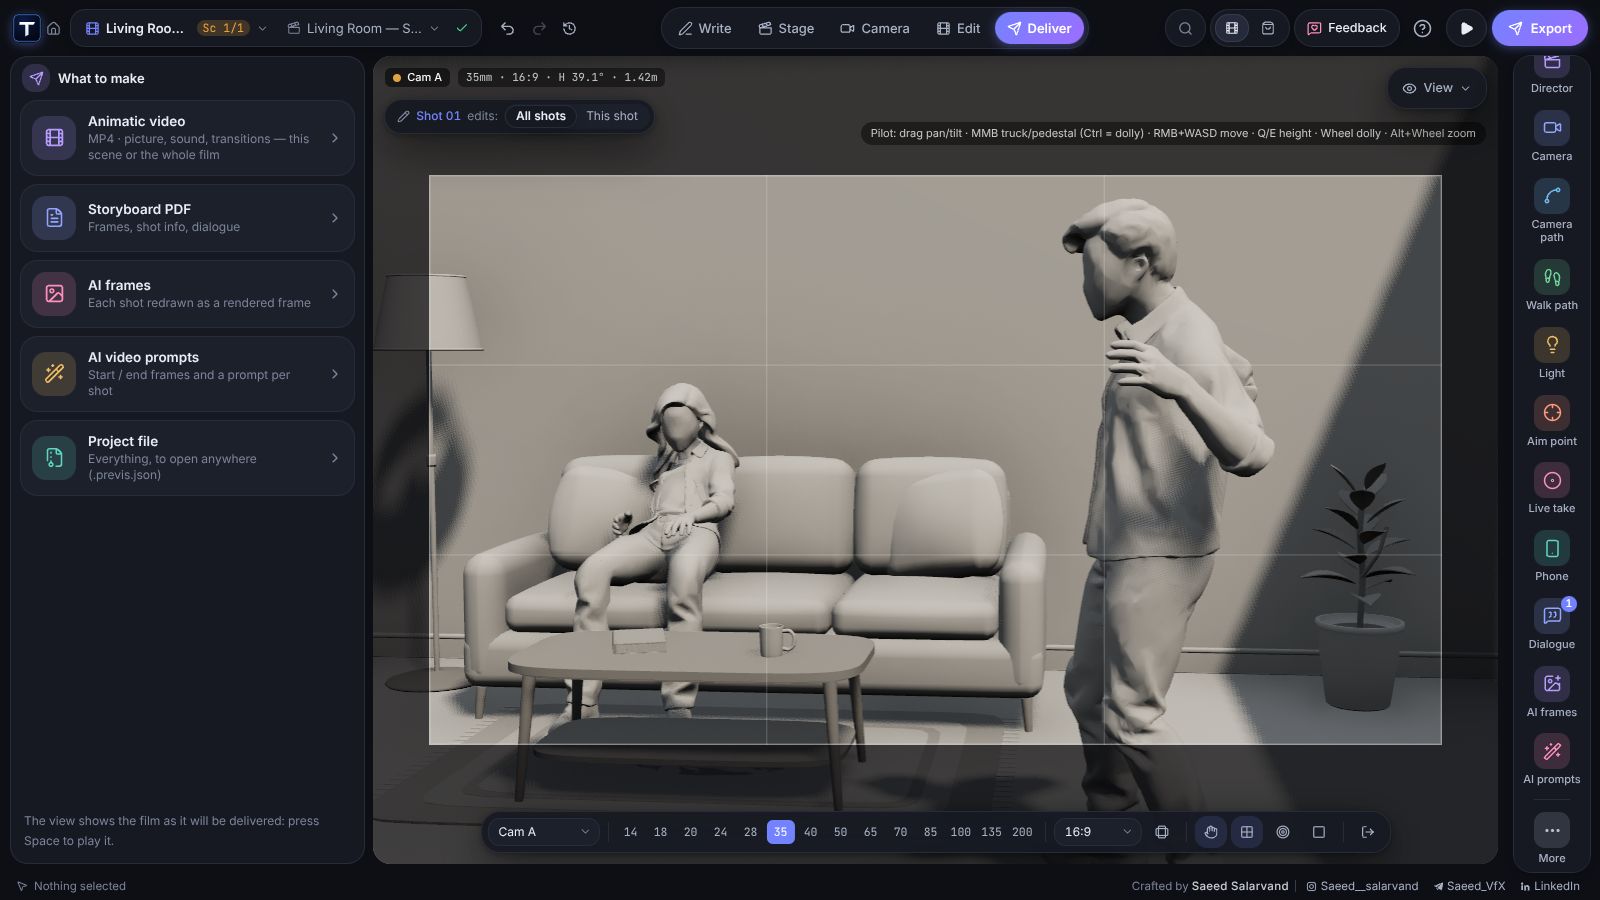 T
Living Roo...
Sc 1/1
Living Room — S...
Write
Stage
Camera
Edit
Deliver
Feedback
Export
What to make
Animatic video
MP4 · picture, sound, transitions — this
scene or the whole film
Storyboard PDF
Frames, shot info, dialogue
AI frames
Each shot redrawn as a rendered frame
AI video prompts
Start / end frames and a prompt per
shot
Project file
Everything, to open anywhere
(.previs.json)
The view shows the film as it will be delivered: press
Space to play it.
Cam A
35mm · 16:9 · H 39.1° · 1.42m
Shot 01 edits: All shots This shot
View
Pilot: drag pan/tilt · MMB truck/pedestal (Ctrl = dolly) · RMB+WASD move · Q/E height · Wheel dolly · Alt+Wheel zoom
Cam A
14 18 20 24 28 35 40 50 65 70 85 100 135 200
16:9
Director
Camera
Camera
path
Walk path
Light
Aim point
Live take
Phone
1
Dialogue
AI frames
AI prompts
More
Nothing selected
Crafted by Saeed Salarvand
Saeed__salarvand
Saeed_VfX
in LinkedIn